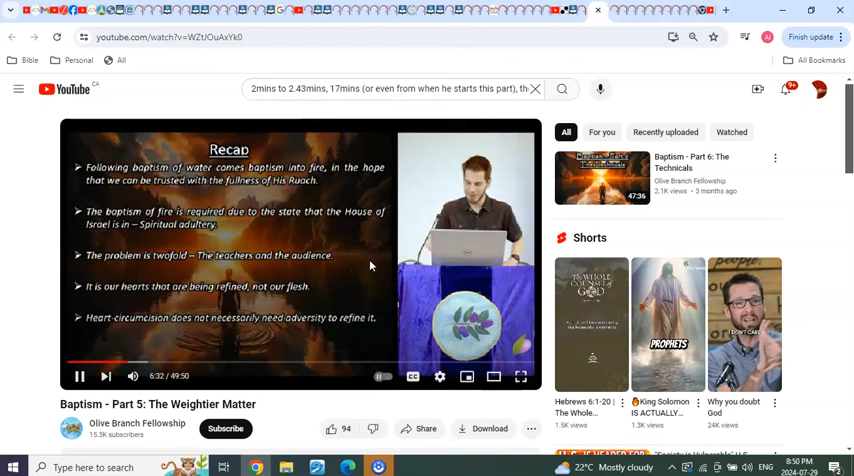 Finish update
youtube.com/watch?v=WZtJOuAxYk0
Bible
Personal
All
All Bookmarks
YouTube CA
2mins to 2.43mins, 17mins (or even from when he starts this part), th
9+
Recap
Following baptism of water comes baptism into fire, in the hope
that we can be trusted with the fullness of His Ruach.
The baptism of fire is required due to the state that the House of
Israel is in – Spiritual adultery.
The problem is twofold – The teachers and the audience.
It is our hearts that are being refined, not our flesh.
Heart-circumcision does not necessarily need adversity to refine it.
6:32 / 49:50
CC
Baptism - Part 5: The Weightier Matter
Olive Branch Fellowship
15.3K subscribers
Subscribe
94
Share
Download
All
For you
Recently uploaded
Watched
47:36
Baptism - Part 6: The
Technicals
Olive Branch Fellowship
2.1K views • 3 months ago
Shorts
THE WHOLE
COUNSEL
OF GOD
PROPHETS
I DON'T CARE
Hebrews 6:1-20 |
The Whole...
1.5K views
King Solomon
IS ACTUALLY...
1.3K views
Why you doubt
God
24K views
Type here to search
22°C Mostly cloudy
ENG
8:50 PM
2024-07-29